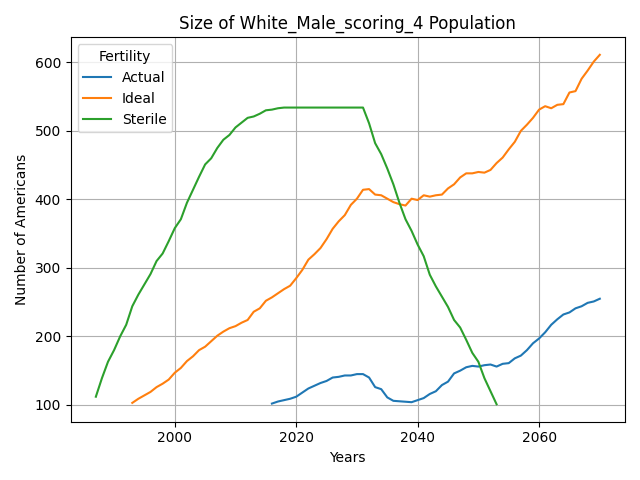 Size of White_Male_scoring_4 Population
Fertility
Actual
Ideal
Sterile
Number of Americans
600
500
400
300
200
100
2000
2020
2040
2060
Years